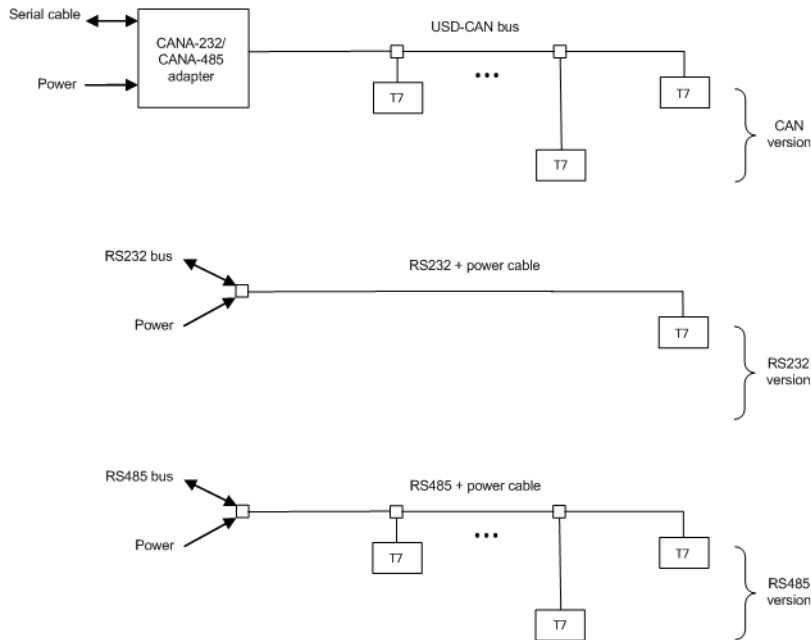 Serial cable
CANA-232/
CANA-485
adapter
Power
USD-CAN bus
T7
...
T7
T7
CAN
version
RS232 bus
Power
RS232 + power cable
T7
RS232
version
RS485 bus
Power
RS485 + power cable
T7
...
T7
T7
RS485
version